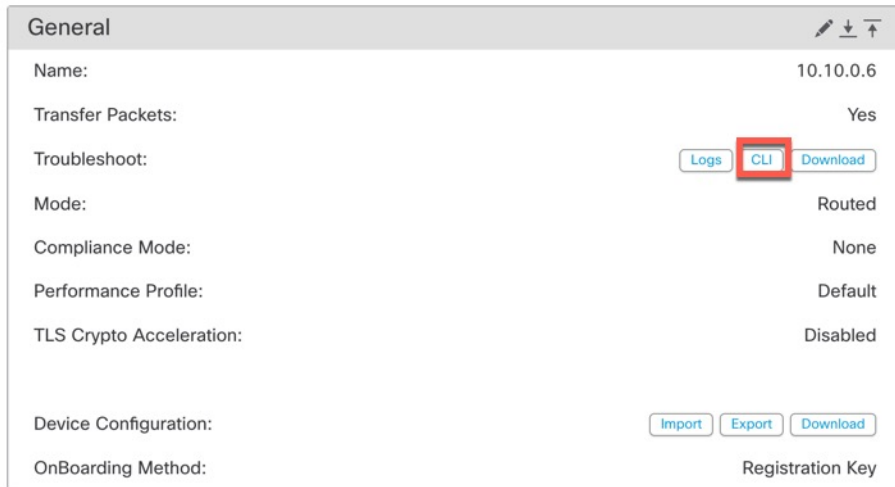 General
Name: 10.10.0.6
Transfer Packets: Yes
Troubleshoot: Logs CLI Download
Mode: Routed
Compliance Mode: None
Performance Profile: Default
TLS Crypto Acceleration: Disabled
Device Configuration: Import Export Download
OnBoarding Method: Registration Key